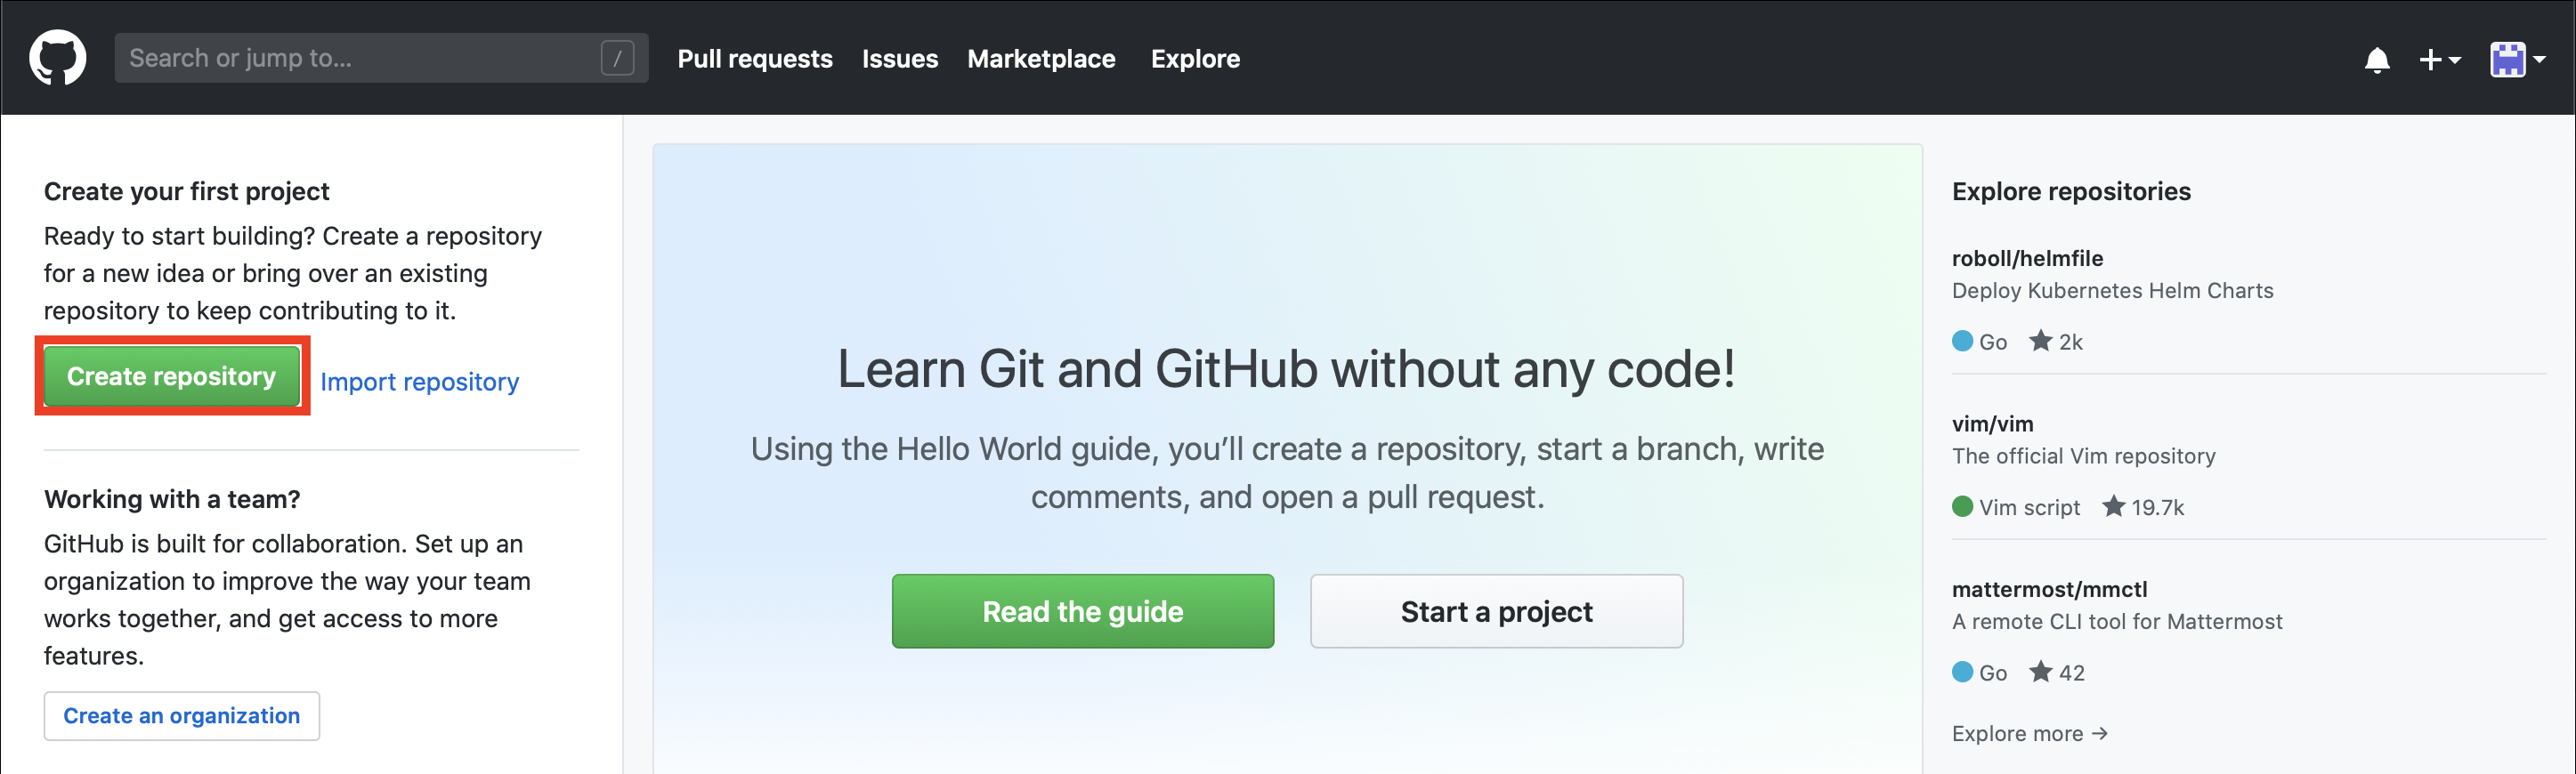 Search or jump to... /
Pull requests Issues Marketplace Explore
Create your first project
Ready to start building? Create a repository
for a new idea or bring over an existing
repository to keep contributing to it.
Create repository Import repository
Working with a team?
GitHub is built for collaboration. Set up an
organization to improve the way your team
works together, and get access to more
features.
Create an organization
Learn Git and GitHub without any code!
Using the Hello World guide, you’ll create a repository, start a branch, write
comments, and open a pull request.
Read the guide Start a project
Explore repositories
roboll/helmfile
Deploy Kubernetes Helm Charts
Go 2k
vim/vim
The official Vim repository
Vim script 19.7k
mattermost/mmctl
A remote CLI tool for Mattermost
Go 42
Explore more →